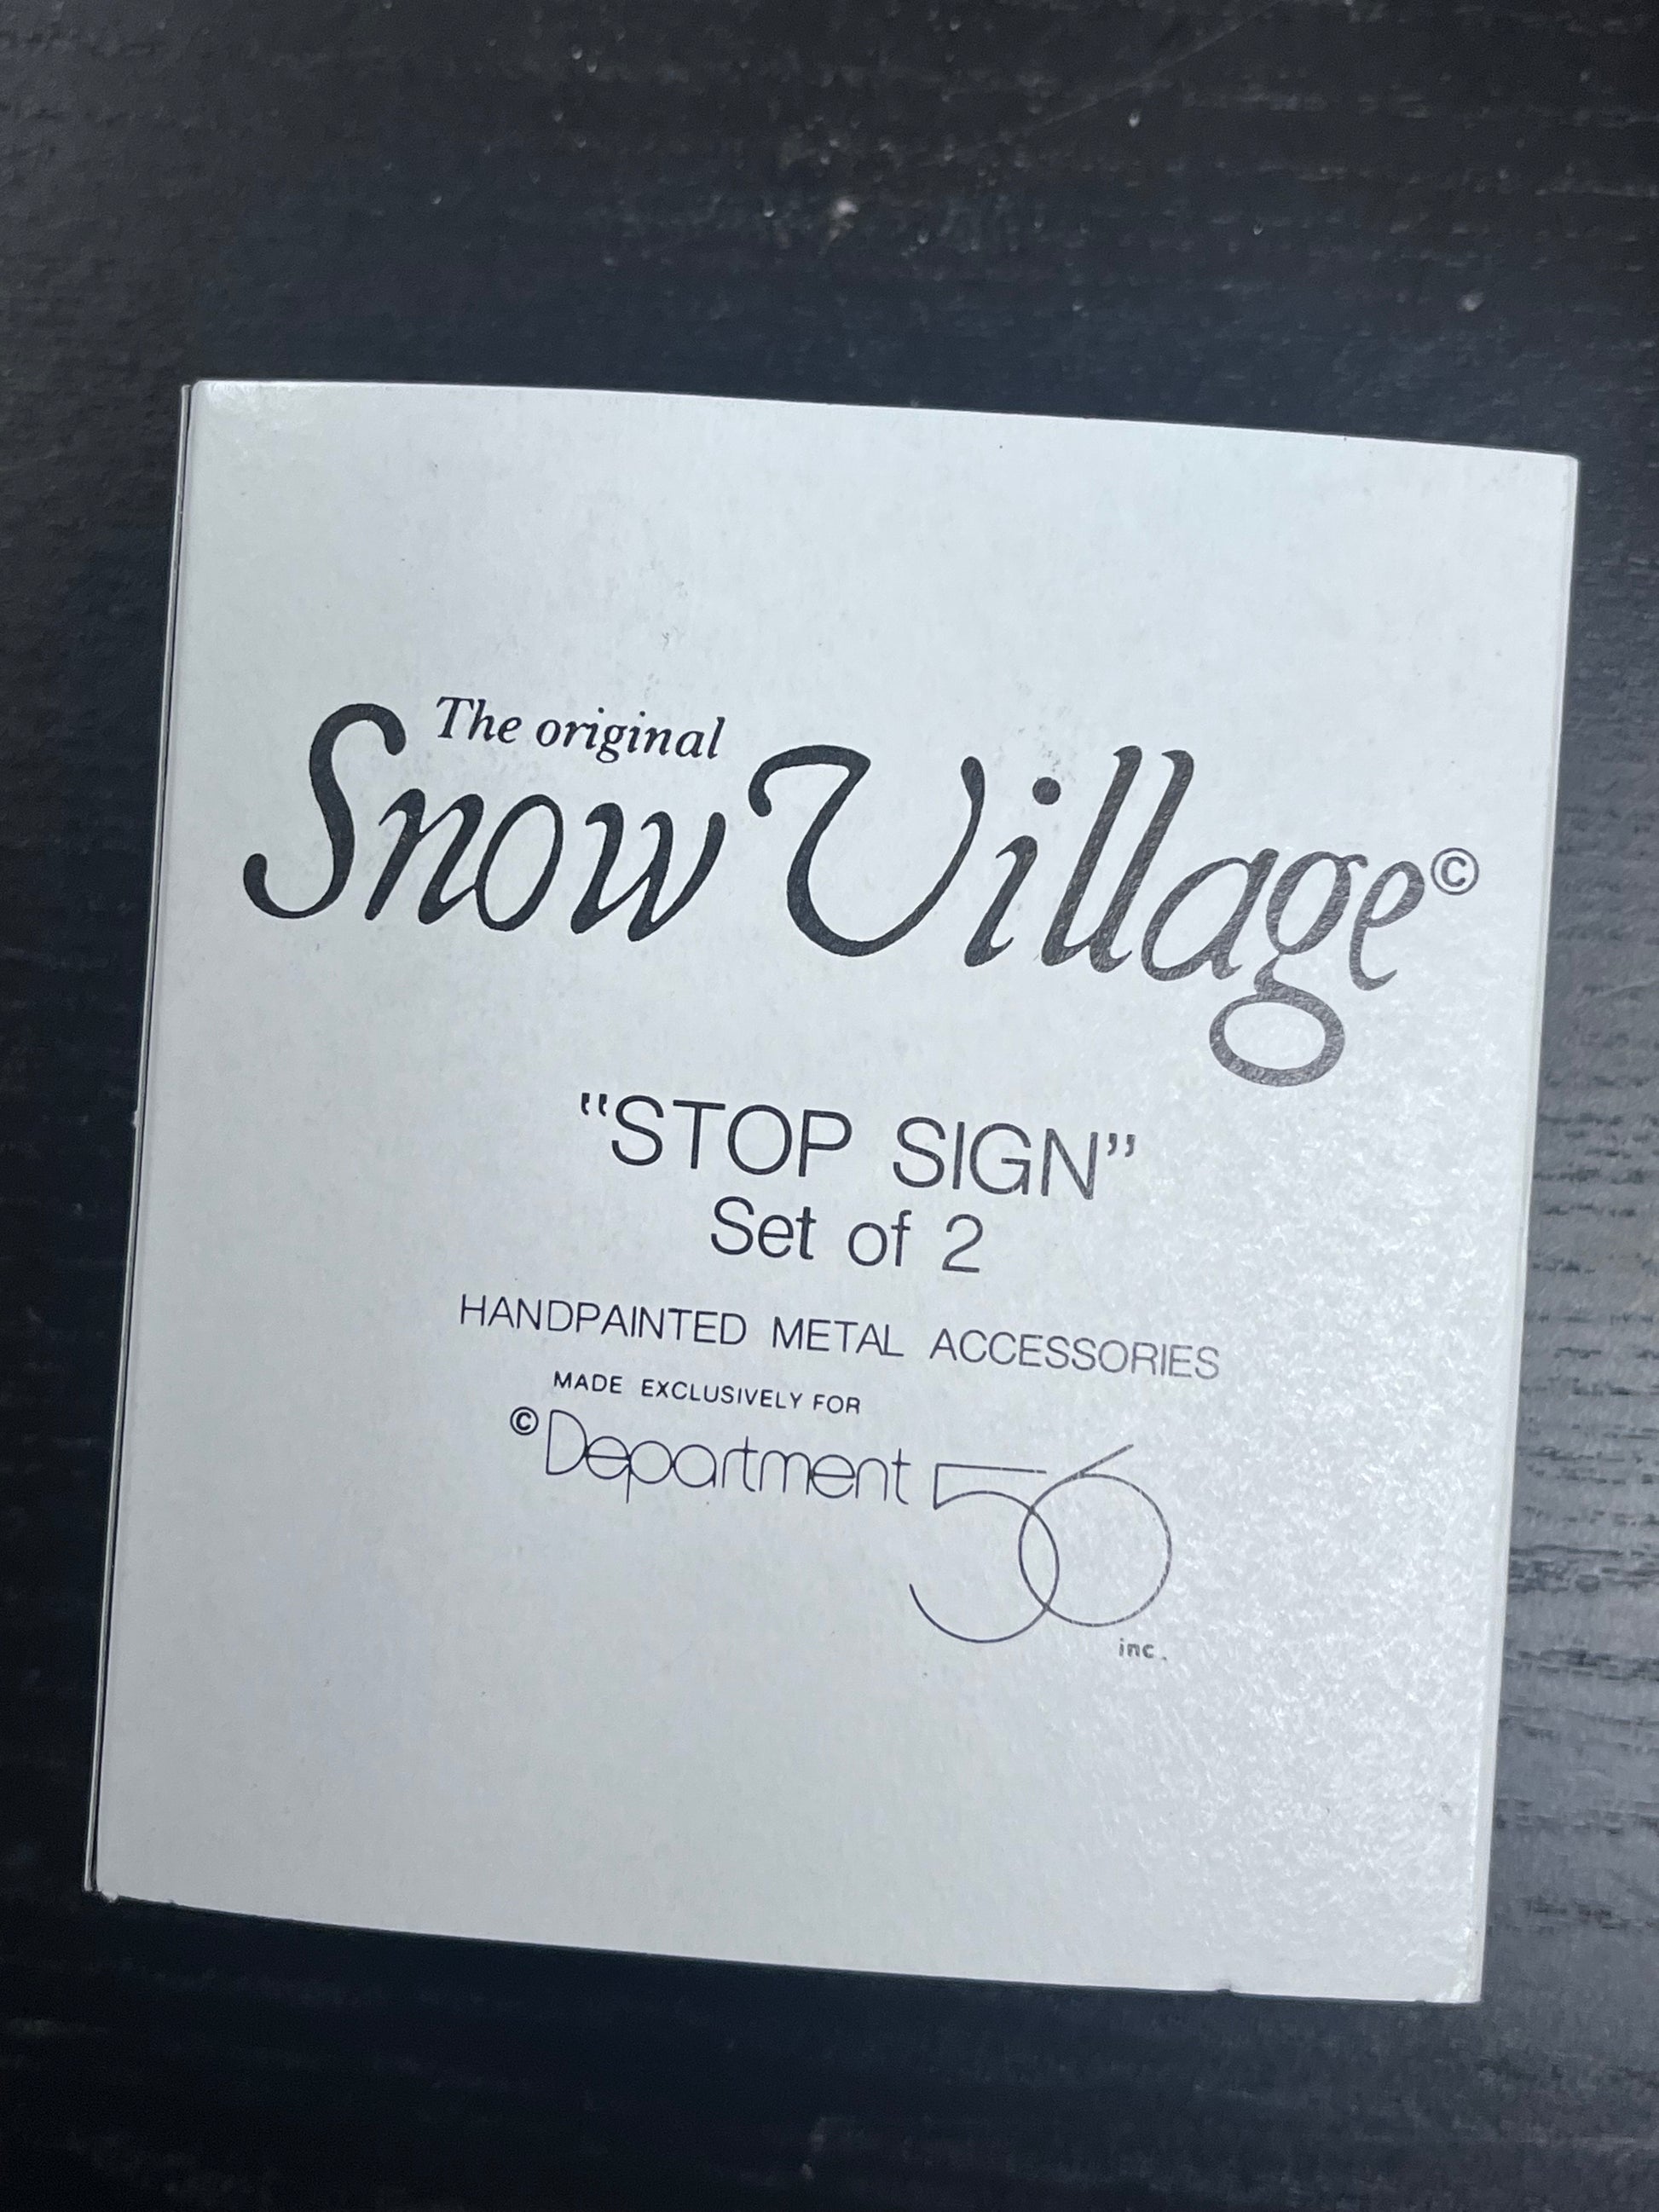 The original
Snow Village©
"STOP SIGN"
Set of 2
HANDPAINTED METAL ACCESSORIES
MADE EXCLUSIVELY FOR
©Department 56
inc.